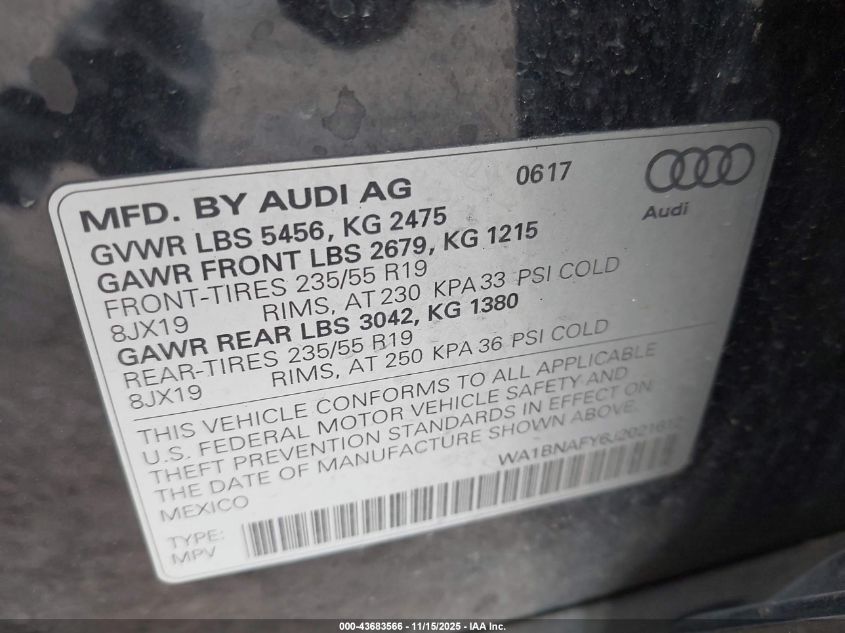 0617
Audi
MFD. BY AUDI AG
GVWR LBS 5456, KG 2475
GAWR FRONT LBS 2679, KG 1215
FRONT-TIRES 235/55 R19
8JX19 RIMS, AT 230 KPA 33 PSI COLD
GAWR REAR LBS 3042, KG 1380
REAR-TIRES 235/55 R19
8JX19 RIMS, AT 250 KPA 36 PSI COLD
THIS VEHICLE CONFORMS TO ALL APPLICABLE
U.S. FEDERAL MOTOR VEHICLE SAFETY AND
THEFT PREVENTION STANDARDS IN EFFECT ON
THE DATE OF MANUFACTURE SHOWN ABOVE.
MEXICO
TYPE:
MPV
000-43683566 - 11/15/2025 - IAA Inc.